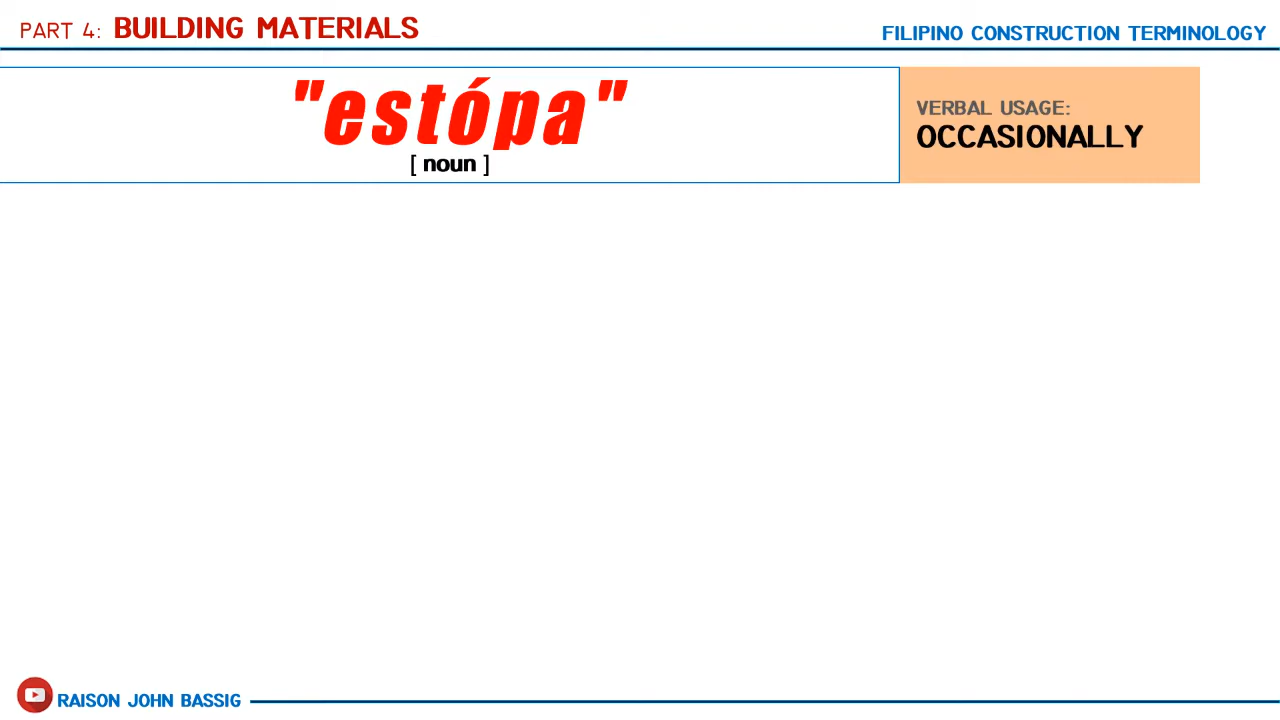 PART 4: BUILDING MATERIALS
FILIPINO CONSTRUCTION TERMINOLOGY
"estópa"
[ noun ]
VERBAL USAGE:
OCCASIONALLY
RAISON JOHN BASSIG